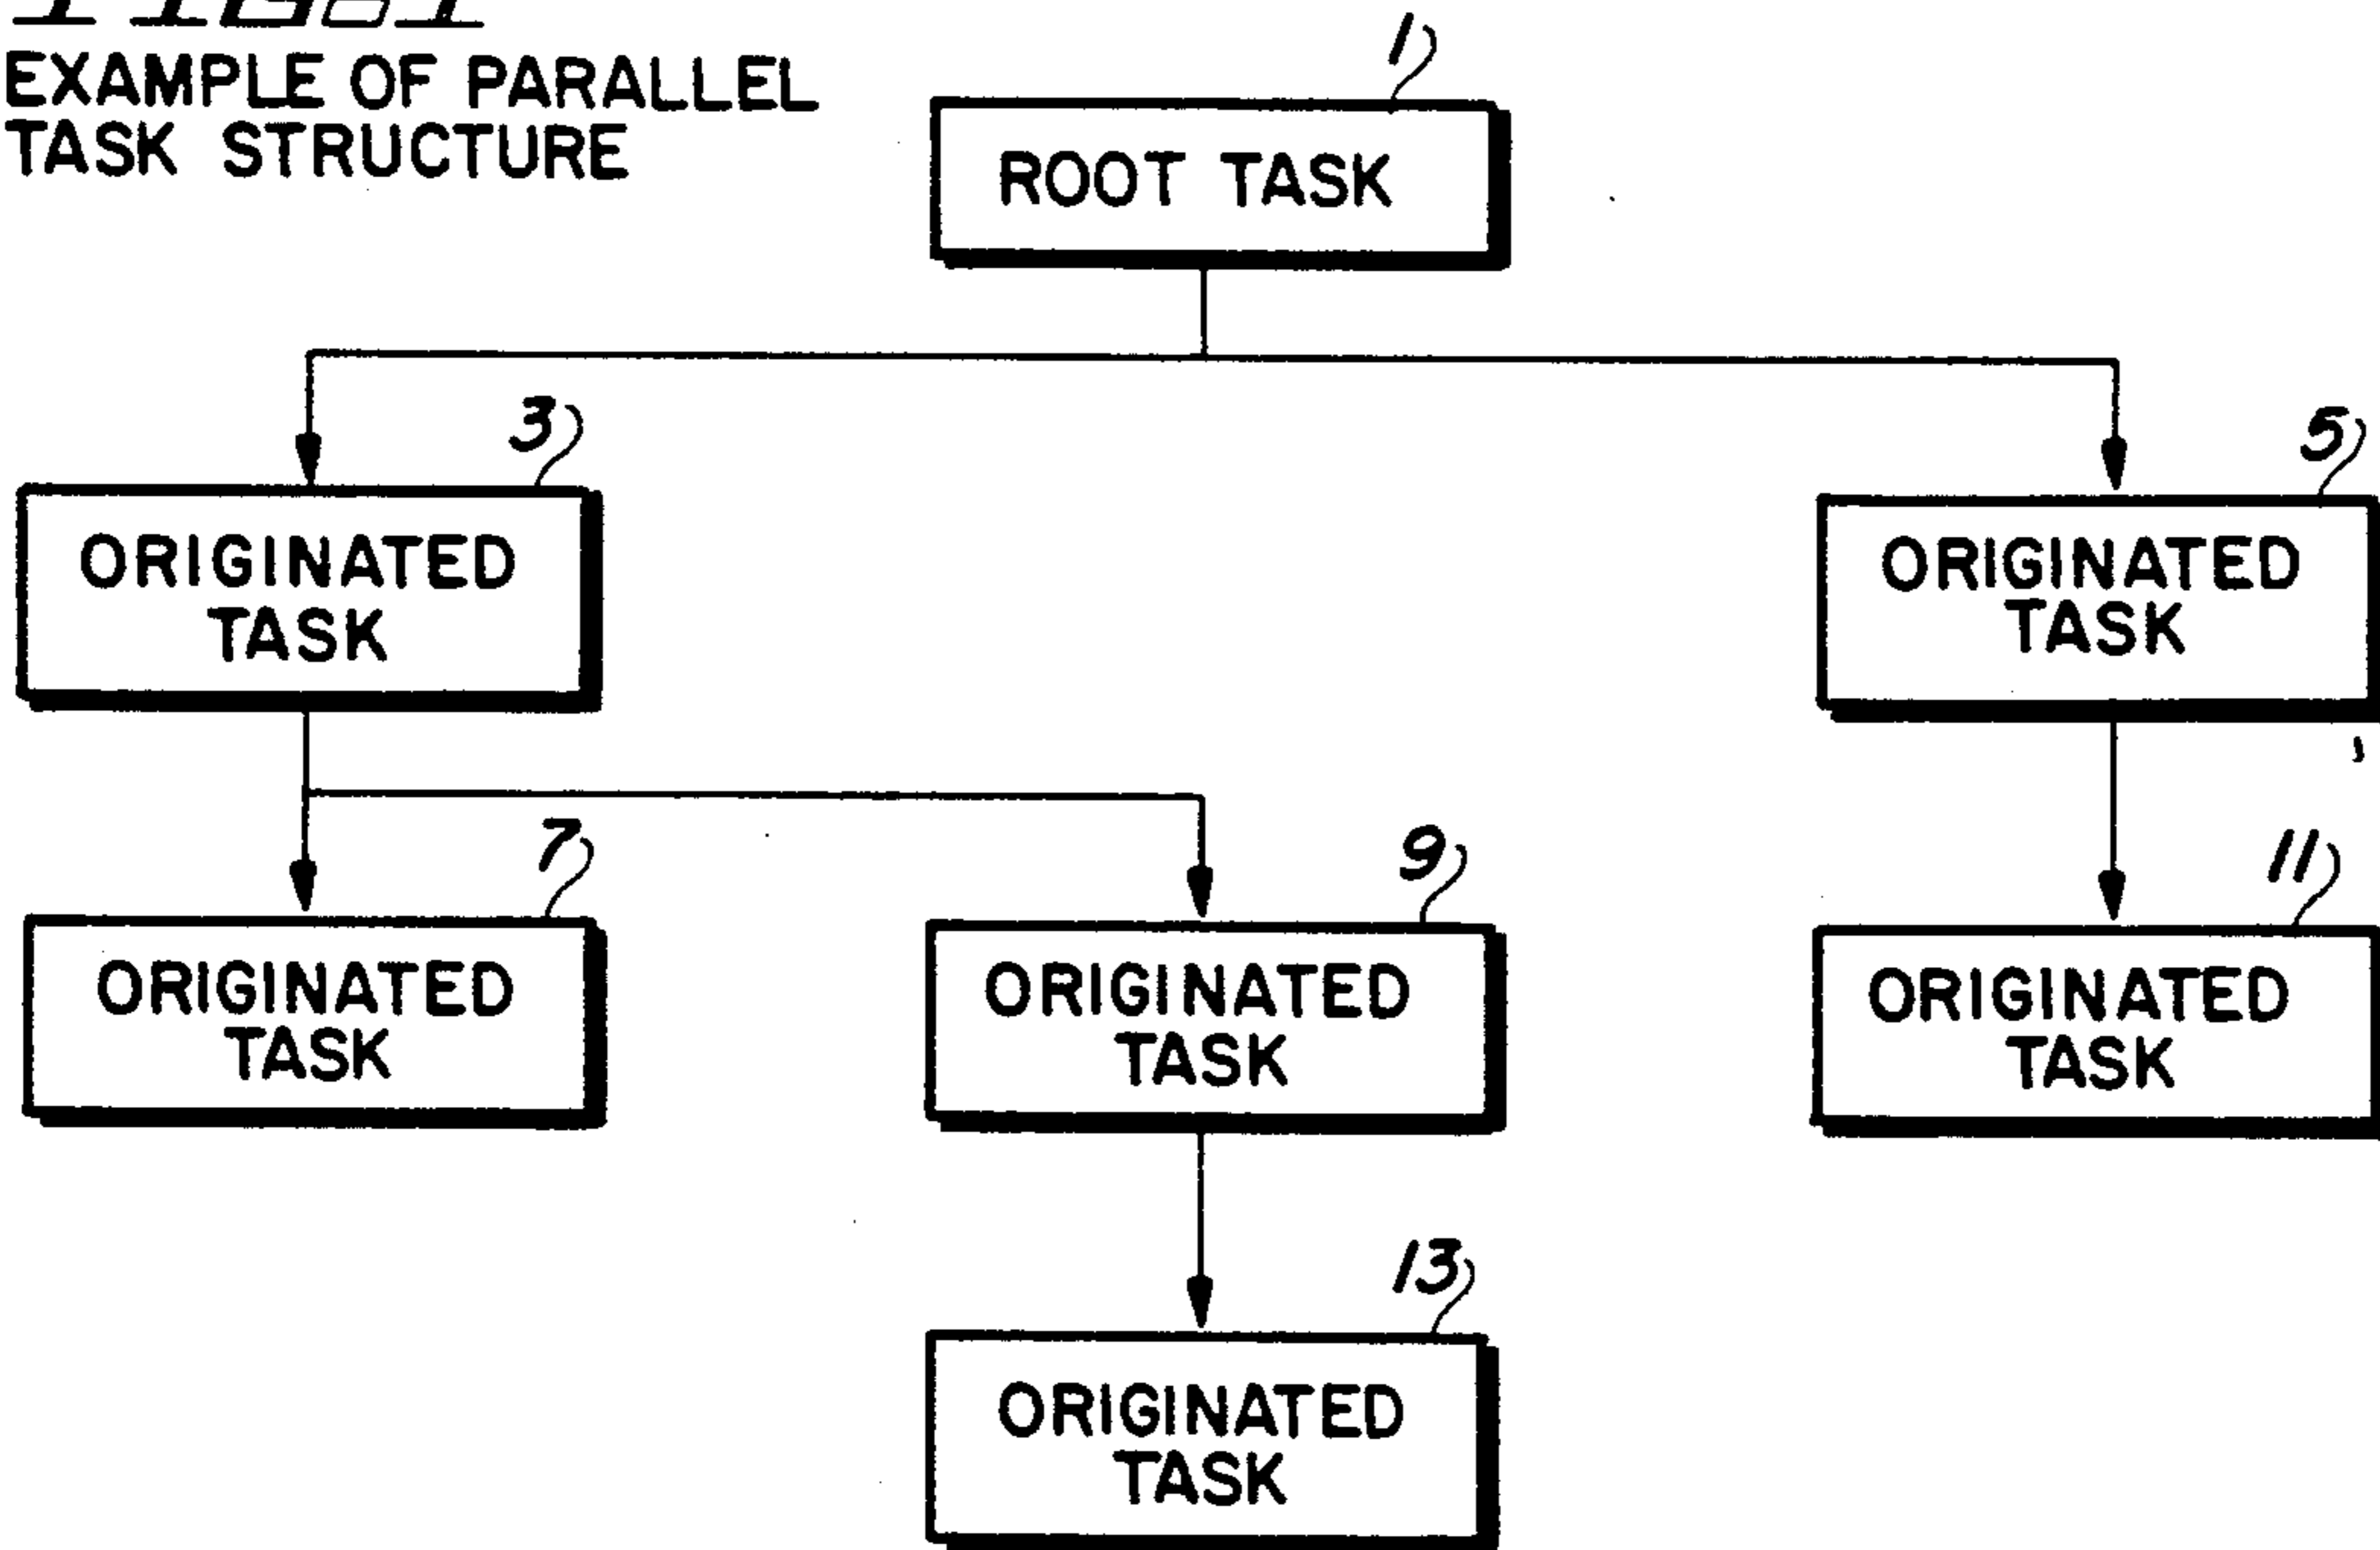 EXAMPLE OF PARALLEL
TASK STRUCTURE
1
ROOT TASK
3
5
ORIGINATED
TASK
ORIGINATED
TASK
7
9
11
ORIGINATED
TASK
ORIGINATED
TASK
ORIGINATED
TASK
13
ORIGINATED
TASK